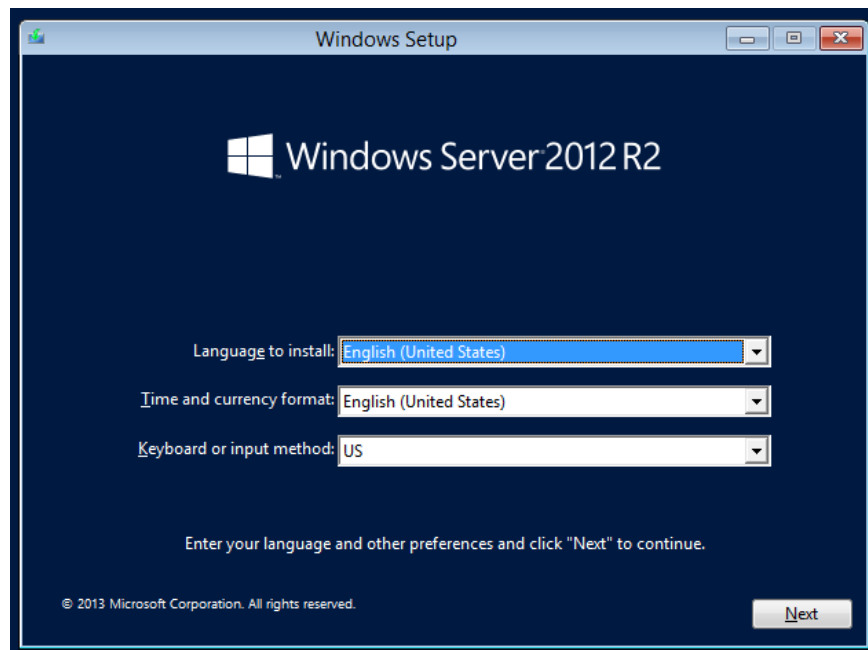 Windows Setup
Windows Server 2012 R2
Language to install: English (United States)
Time and currency format: English (United States)
Keyboard or input method: US
Enter your language and other preferences and click "Next" to continue.
© 2013 Microsoft Corporation. All rights reserved.
Next